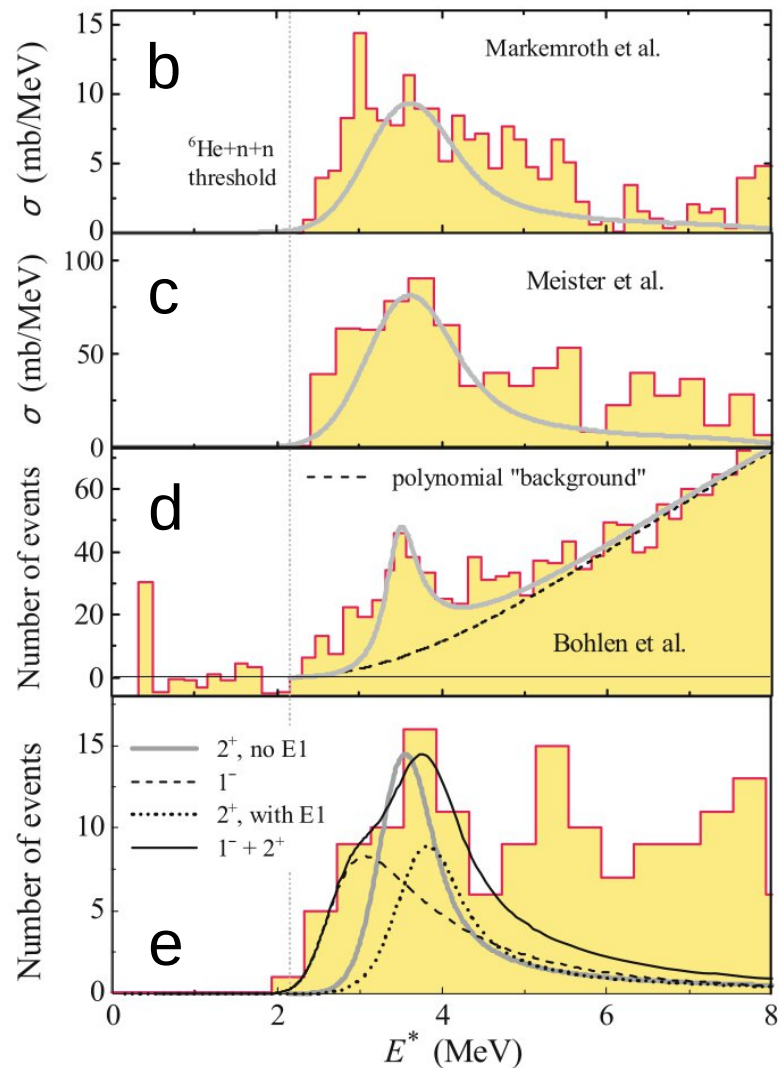 15
10
5
0
σ (mb/MeV)
b
Markemroth et al.
⁶He+n+n
threshold
100
50
0
σ (mb/MeV)
c
Meister et al.
60
40
20
0
Number of events
d
polynomial "background"
Bohlen et al.
15
10
5
0
Number of events
2⁺, no E1
1⁻
2⁺, with E1
1⁻ + 2⁺
e
0 2 4 6 8
E* (MeV)